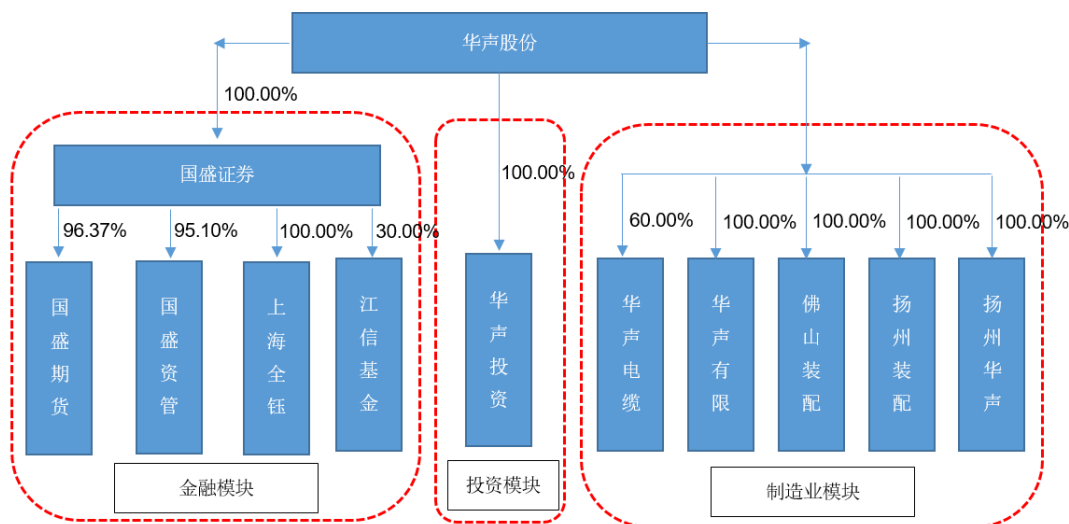 华声股份
100.00%
国盛证券
100.00%
96.37%
95.10%
100.00%
30.00%
60.00%
100.00%
100.00%
100.00%
100.00%
国盛期货
国盛资管
上海全钰
江信基金
华声投资
华声电缆
华声有限
佛山装配
扬州装配
扬州华声
金融模块
投资模块
制造业模块